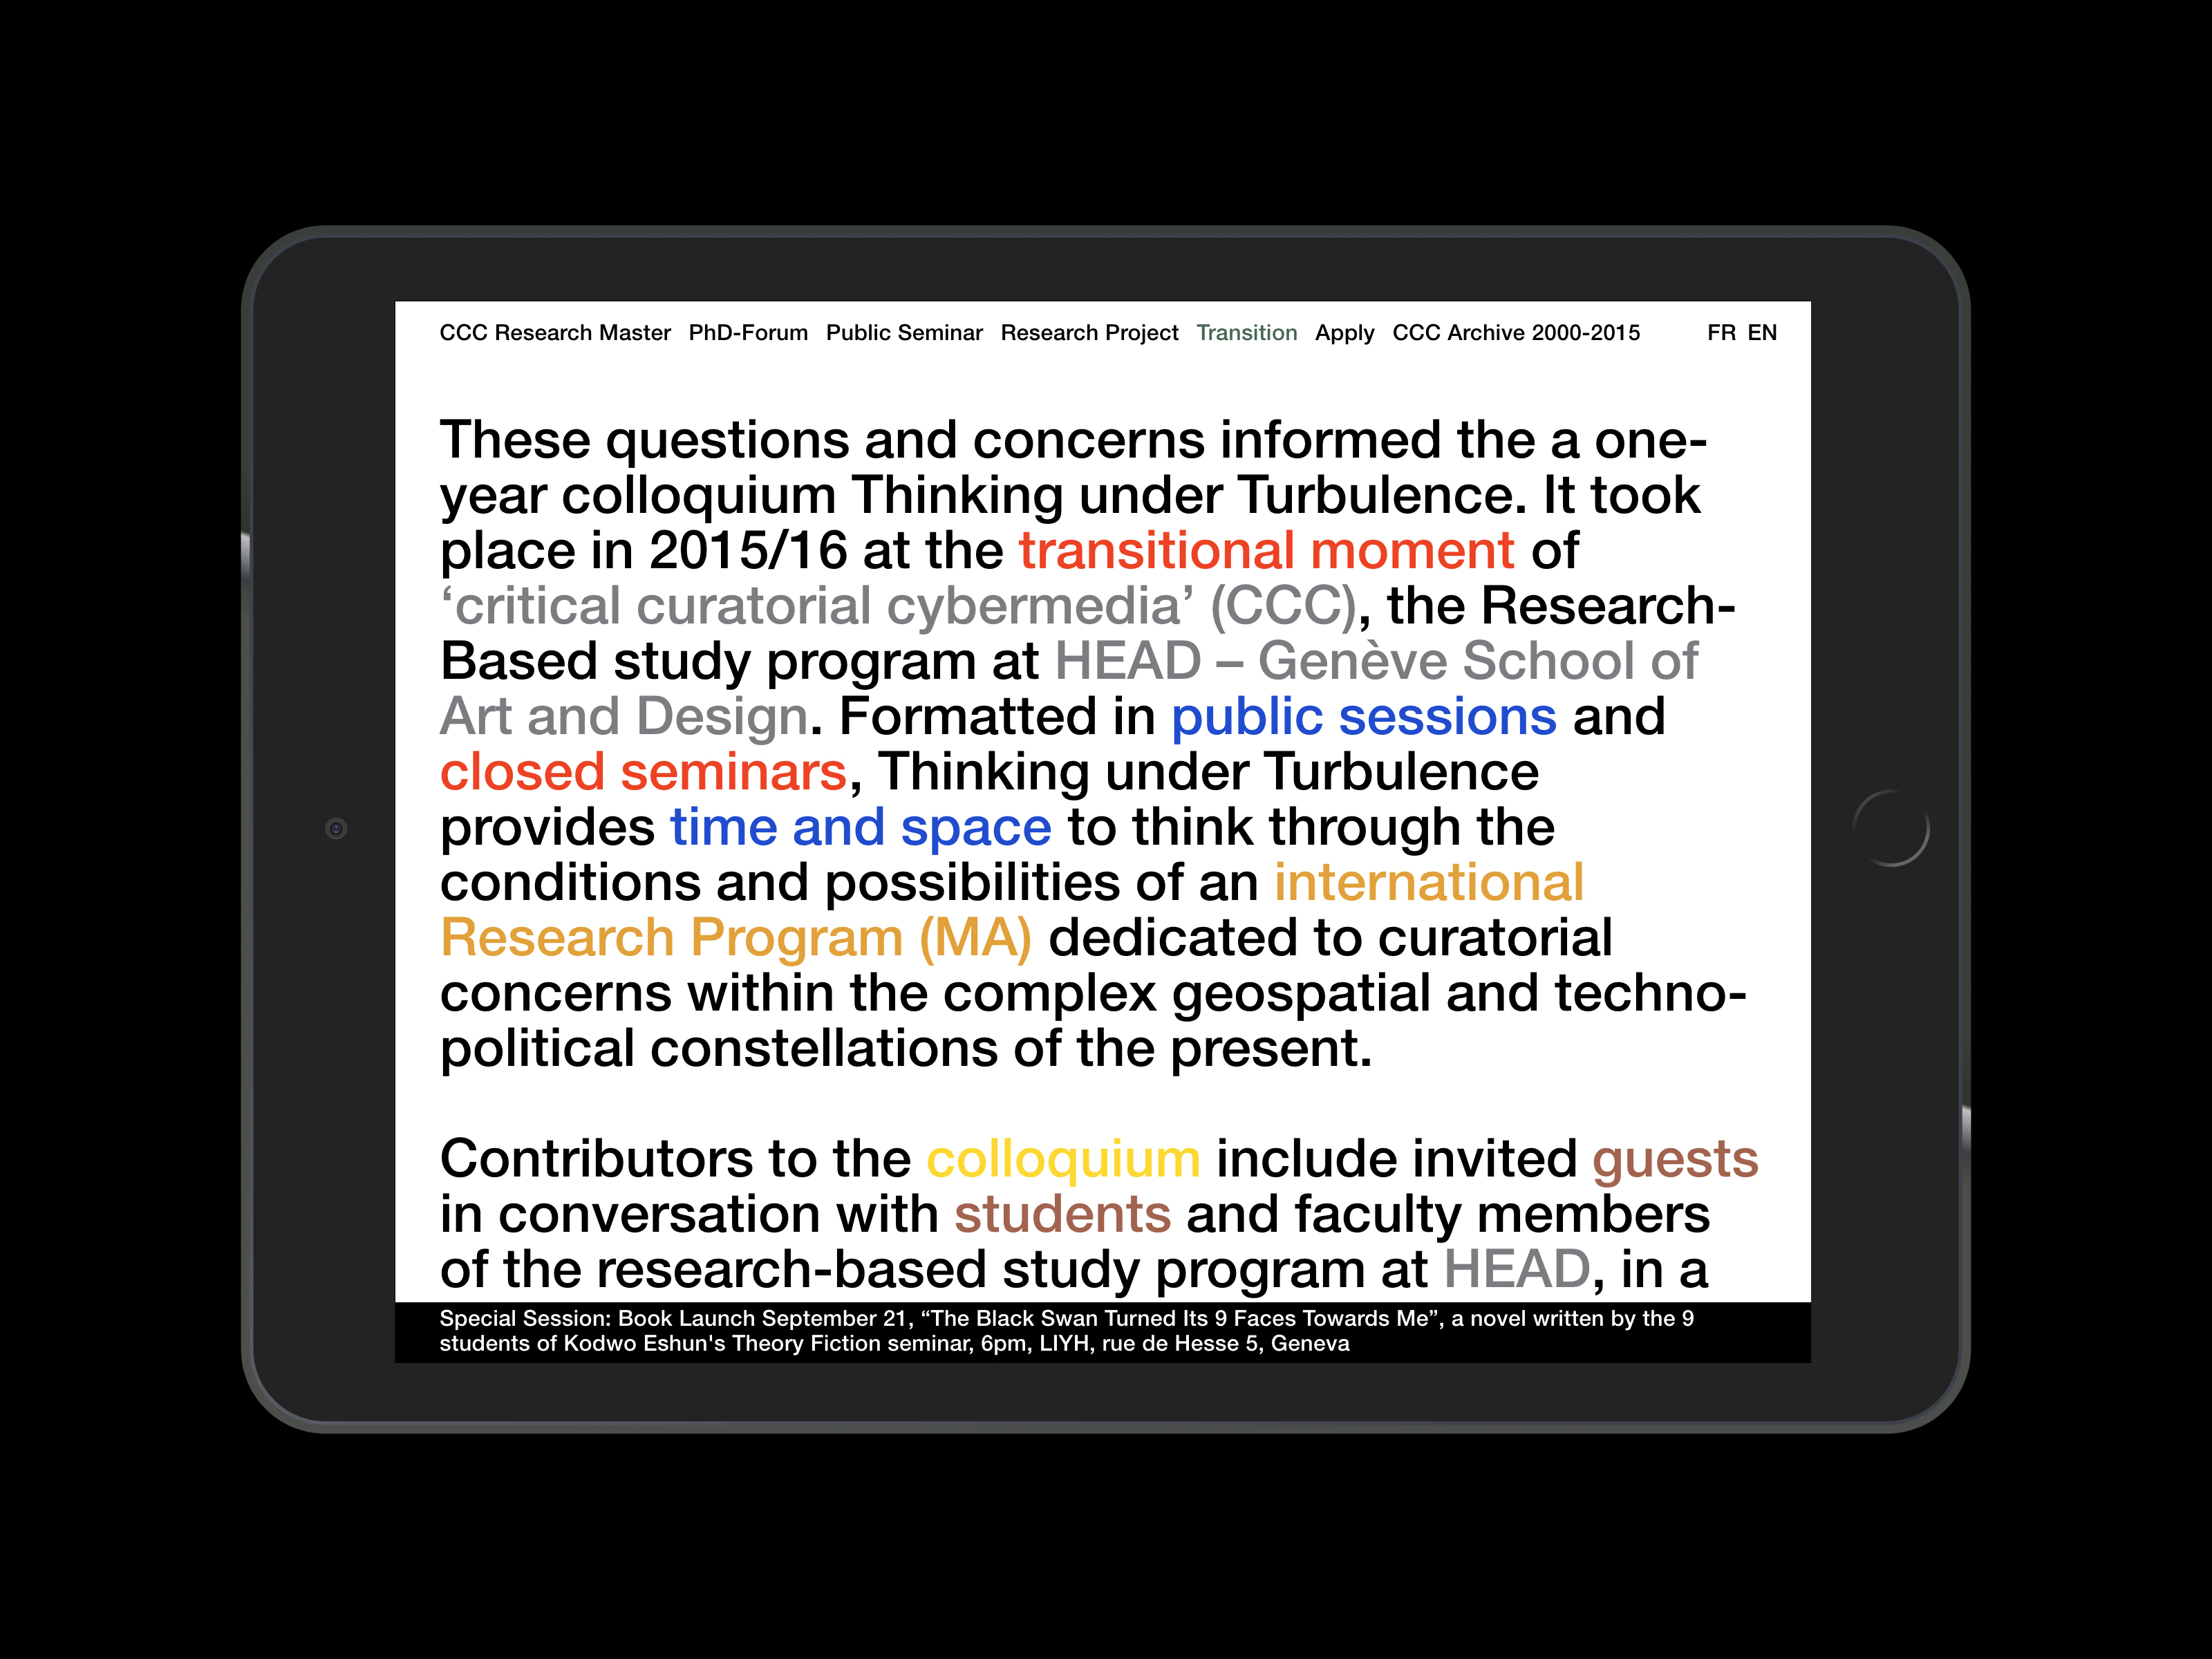 CCC Research Master PhD-Forum Public Seminar Research Project Transition Apply CCC Archive 2000-2015 FR EN
These questions and concerns informed the a one-
year colloquium Thinking under Turbulence. It took
place in 2015/16 at the transitional moment of
‘critical curatorial cybermedia’ (CCC), the Research-
Based study program at HEAD – Genève School of
Art and Design. Formatted in public sessions and
closed seminars, Thinking under Turbulence
provides time and space to think through the
conditions and possibilities of an international
Research Program (MA) dedicated to curatorial
concerns within the complex geospatial and techno-
political constellations of the present.
Contributors to the colloquium include invited guests
in conversation with students and faculty members
of the research-based study program at HEAD, in a
Special Session: Book Launch September 21, “The Black Swan Turned Its 9 Faces Towards Me”, a novel written by the 9
students of Kodwo Eshun's Theory Fiction seminar, 6pm, LIYH, rue de Hesse 5, Geneva